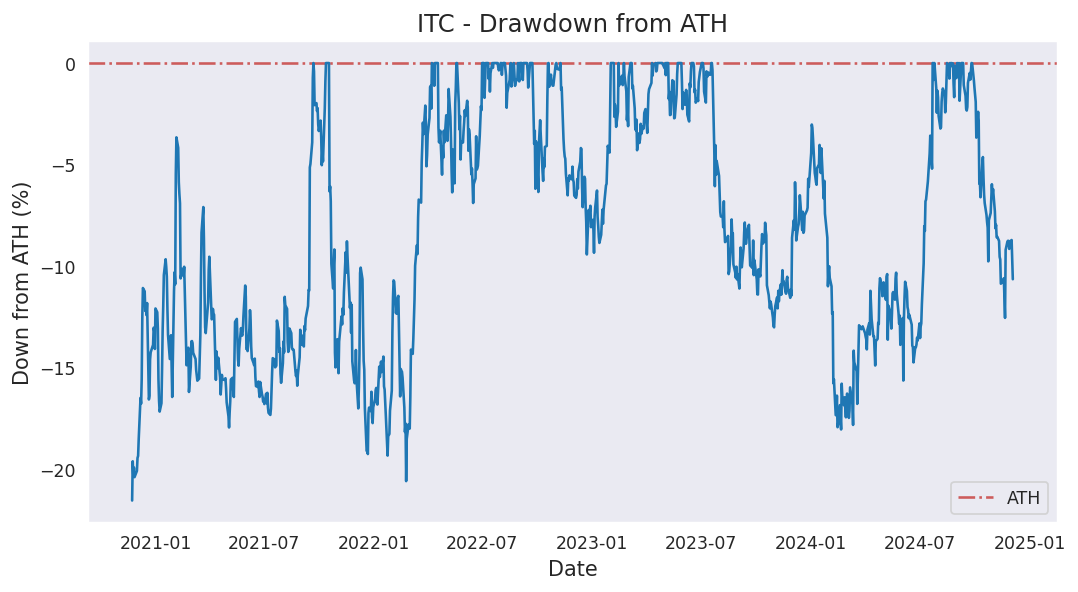 ITC - Drawdown from ATH
Down from ATH (%)
0
−5
−10
−15
−20
ATH
2021-01 2021-07 2022-01 2022-07 2023-01 2023-07 2024-01 2024-07 2025-01
Date